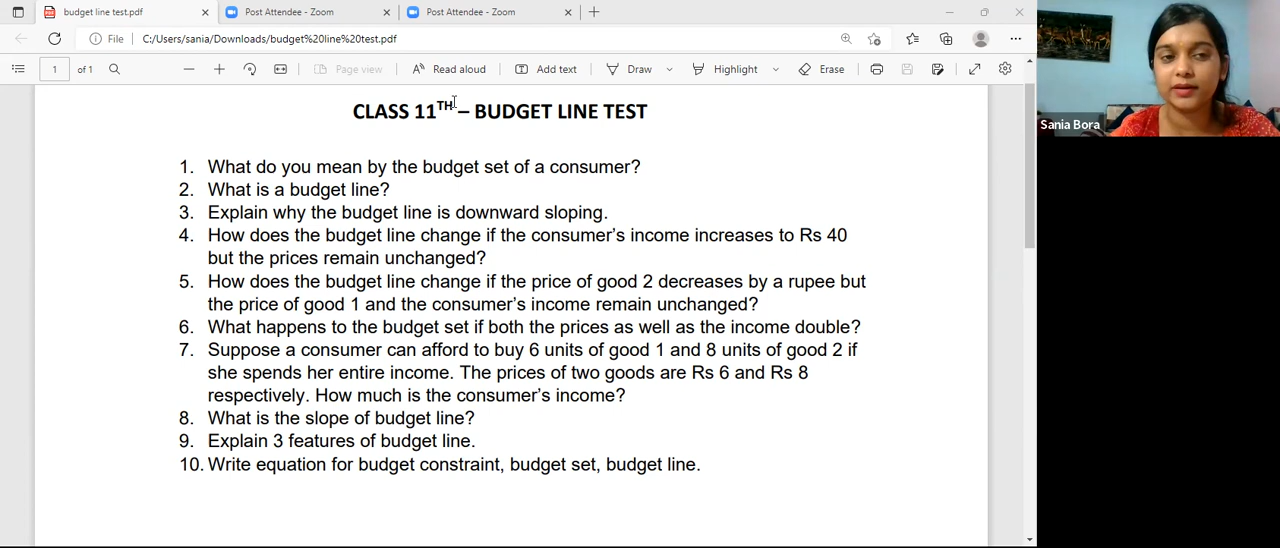 budget line test.pdf
Post Attendee - Zoom
Post Attendee - Zoom
File C:/Users/sania/Downloads/budget%20line%20test.pdf
1 of 1 Page view Read aloud Add text Draw Highlight Erase
Sania Bora
CLASS 11TH – BUDGET LINE TEST
1. What do you mean by the budget set of a consumer?
2. What is a budget line?
3. Explain why the budget line is downward sloping.
4. How does the budget line change if the consumer's income increases to Rs 40
but the prices remain unchanged?
5. How does the budget line change if the price of good 2 decreases by a rupee but
the price of good 1 and the consumer's income remain unchanged?
6. What happens to the budget set if both the prices as well as the income double?
7. Suppose a consumer can afford to buy 6 units of good 1 and 8 units of good 2 if
she spends her entire income. The prices of two goods are Rs 6 and Rs 8
respectively. How much is the consumer's income?
8. What is the slope of budget line?
9. Explain 3 features of budget line.
10. Write equation for budget constraint, budget set, budget line.